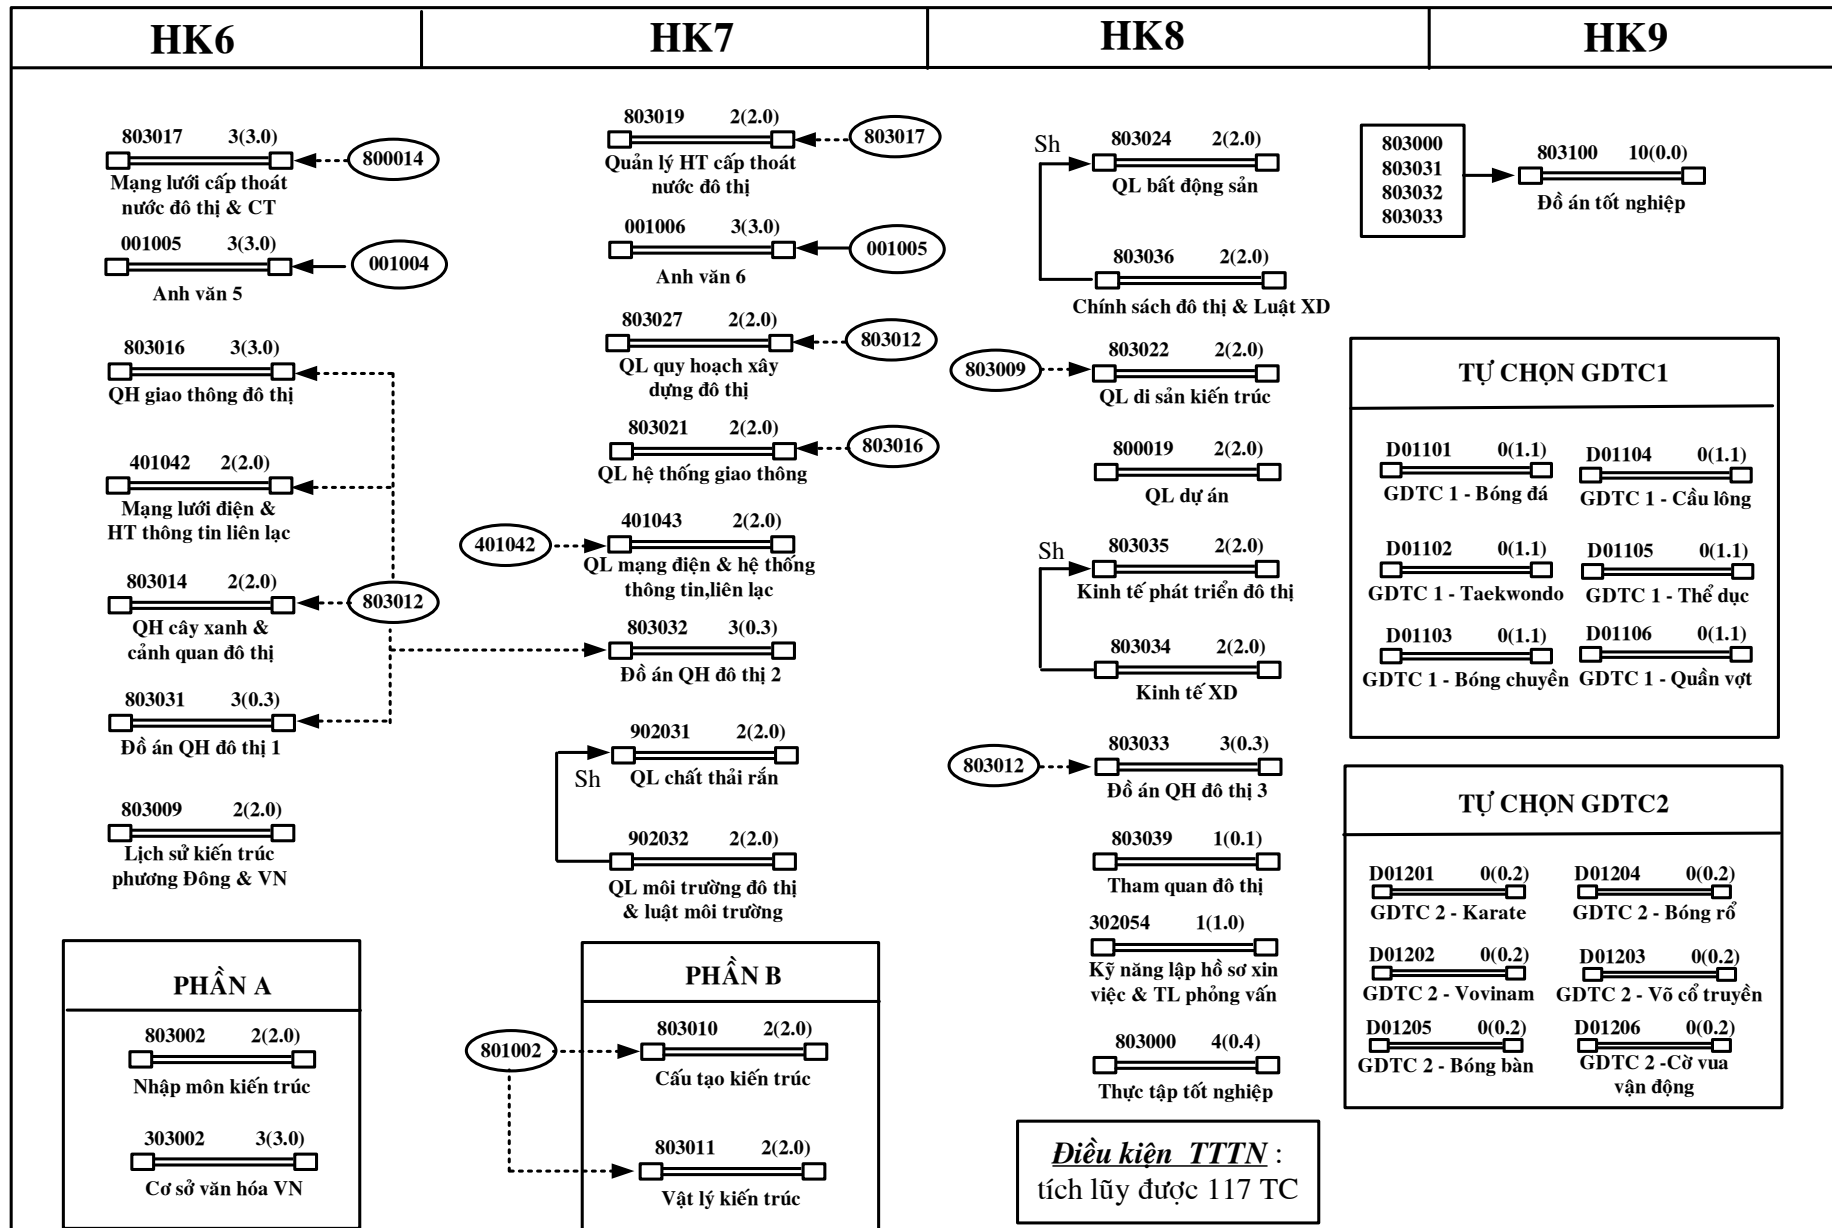 HK6
HK7
HK8
HK9
803017 3(3.0)
800014
Mạng lưới cấp thoát
nước đô thị & CT
001005 3(3.0)
001004
Anh văn 5
803016 3(3.0)
QH giao thông đô thị
401042 2(2.0)
Mạng lưới điện &
HT thông tin liên lạc
803014 2(2.0)
803012
QH cây xanh &
cảnh quan đô thị
803031 3(0.3)
Đồ án QH đô thị 1
803009 2(2.0)
Lịch sử kiến trúc
phương Đông & VN
PHẦN A
803002 2(2.0)
Nhập môn kiến trúc
303002 3(3.0)
Cơ sở văn hóa VN
803019 2(2.0)
803017
Quản lý HT cấp thoát
nước đô thị
001006 3(3.0)
001005
Anh văn 6
803027 2(2.0)
803012
QL quy hoạch xây
dựng đô thị
803021 2(2.0)
803016
QL hệ thống giao thông
401043 2(2.0)
401042
QL mạng điện & hệ thống
thông tin,liên lạc
803032 3(0.3)
Đồ án QH đô thị 2
902031 2(2.0)
Sh
QL chất thải rắn
902032 2(2.0)
QL môi trường đô thị
& luật môi trường
PHẦN B
801002
803010 2(2.0)
Cấu tạo kiến trúc
803011 2(2.0)
Vật lý kiến trúc
Sh
803024 2(2.0)
QL bất động sản
803036 2(2.0)
Chính sách đô thị & Luật XD
803009
803022 2(2.0)
QL di sản kiến trúc
800019 2(2.0)
QL dự án
Sh
803035 2(2.0)
Kinh tế phát triển đô thị
803034 2(2.0)
Kinh tế XD
803012
803033 3(0.3)
Đồ án QH đô thị 3
803039 1(0.1)
Tham quan đô thị
302054 1(1.0)
Kỹ năng lập hồ sơ xin
việc & TL phỏng vấn
803000 4(0.4)
Thực tập tốt nghiệp
Điều kiện TTTN :
tích lũy được 117 TC
803000
803031
803032
803033
803100 10(0.0)
Đồ án tốt nghiệp
TỰ CHỌN GDTC1
D01101 0(1.1)
GDTC 1 - Bóng đá
D01104 0(1.1)
GDTC 1 - Cầu lông
D01102 0(1.1)
GDTC 1 - Taekwondo
D01105 0(1.1)
GDTC 1 - Thể dục
D01103 0(1.1)
GDTC 1 - Bóng chuyền
D01106 0(1.1)
GDTC 1 - Quần vợt
TỰ CHỌN GDTC2
D01201 0(0.2)
GDTC 2 - Karate
D01204 0(0.2)
GDTC 2 - Bóng rổ
D01202 0(0.2)
GDTC 2 - Vovinam
D01203 0(0.2)
GDTC 2 - Võ cổ truyền
D01205 0(0.2)
GDTC 2 - Bóng bàn
D01206 0(0.2)
GDTC 2 -Cờ vua
vận động